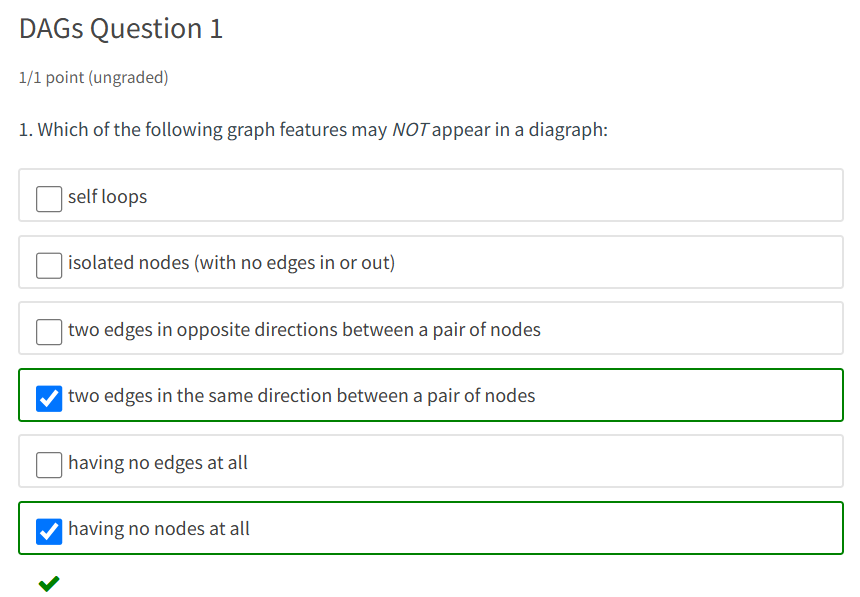 DAGs Question 1
1/1 point (ungraded)
1. Which of the following graph features may NOT appear in a diagraph:
self loops
isolated nodes (with no edges in or out)
two edges in opposite directions between a pair of nodes
two edges in the same direction between a pair of nodes
having no edges at all
having no nodes at all